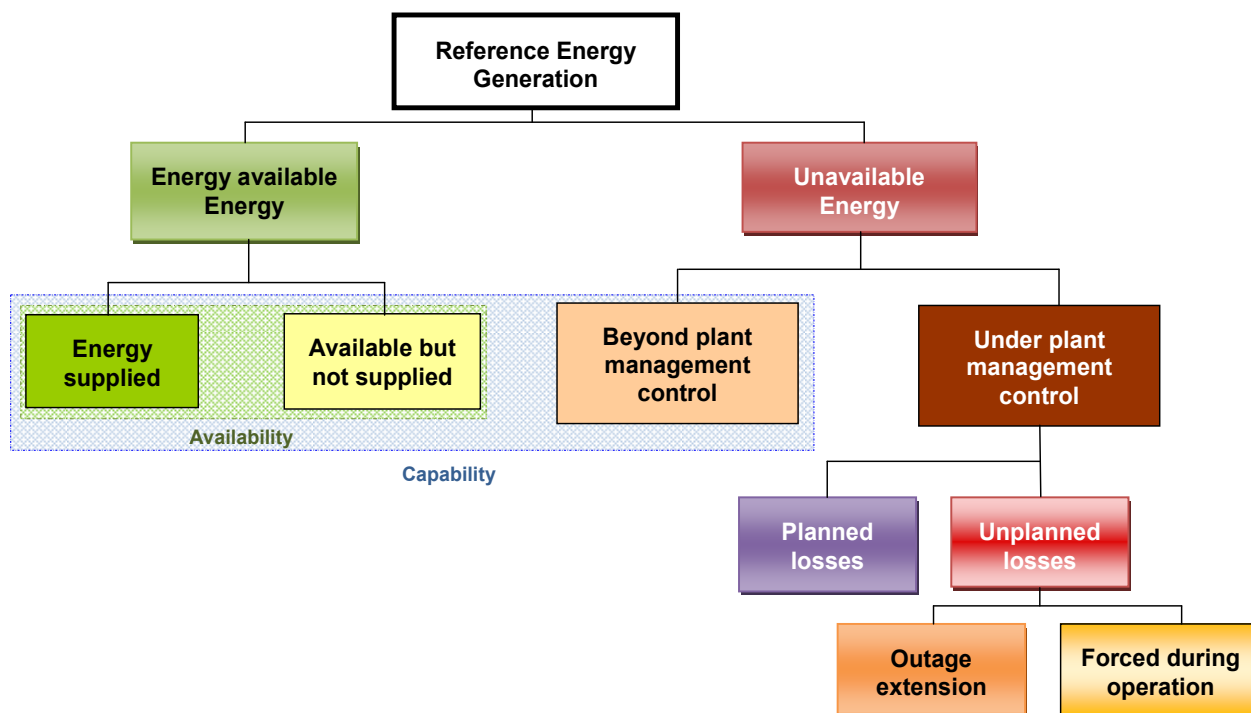 Reference Energy
Generation
Energy available
Energy
Unavailable
Energy
Energy
supplied
Available but
not supplied
Beyond plant
management
control
Under plant
management
control
Availability
Capability
Planned
losses
Unplanned
losses
Outage
extension
Forced during
operation